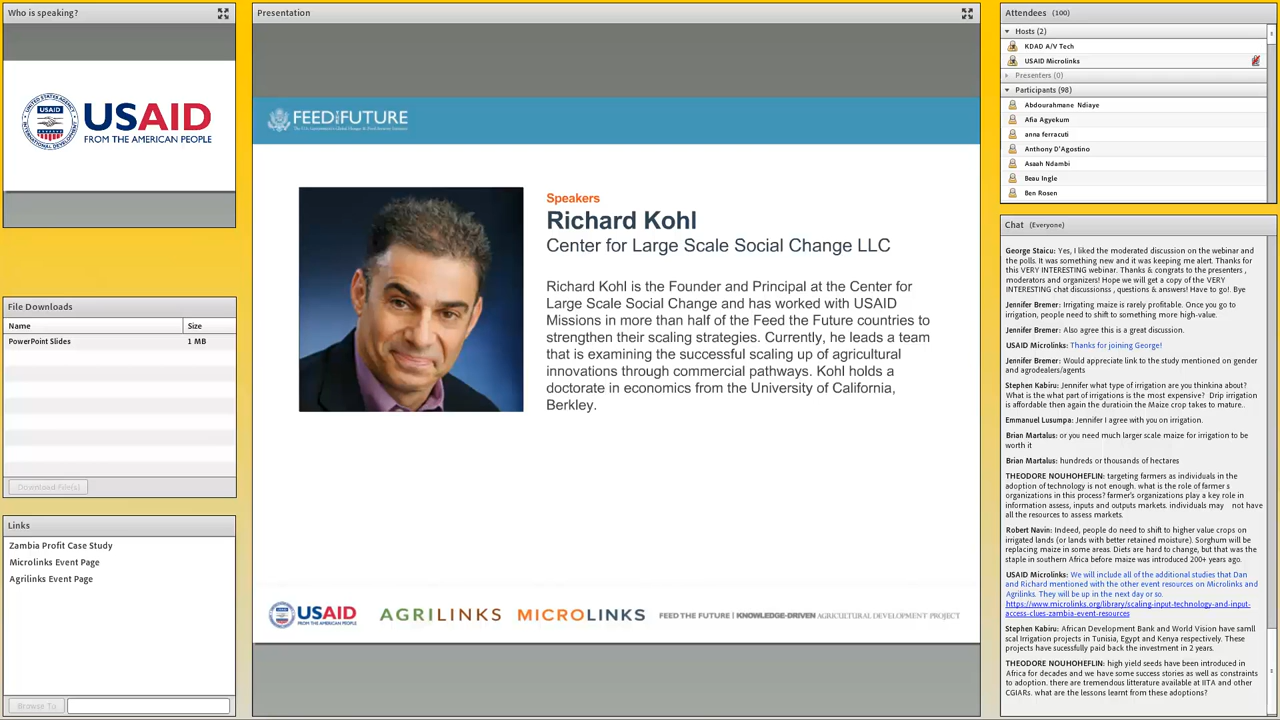 Who is speaking?
USAID
FROM THE AMERICAN PEOPLE
File Downloads
Name Size
PowerPoint Slides 1 MB
Download File(s)
Links
Zambia Profit Case Study
Microlinks Event Page
Agrilinks Event Page
Browse To
Presentation
FEED THE FUTURE
The U.S. Government's Global Hunger & Food Security Initiative
Speakers
Richard Kohl
Center for Large Scale Social Change LLC
Richard Kohl is the Founder and Principal at the Center for
Large Scale Social Change and has worked with USAID
Missions in more than half of the Feed the Future countries to
strengthen their scaling strategies. Currently, he leads a team
that is examining the successful scaling up of agricultural
innovations through commercial pathways. Kohl holds a
doctorate in economics from the University of California,
Berkley.
USAID
FROM THE AMERICAN PEOPLE
AGRILINKS
MICROLINKS
FEED THE FUTURE | KNOWLEDGE-DRIVEN AGRICULTURAL DEVELOPMENT PROJECT
Attendees (100)
Hosts (2)
KDAD A/V Tech
USAID Microlinks
Presenters (0)
Participants (98)
Abdourahmane Ndiaye
Afia Agyekum
anna ferracuti
Anthony D'Agostino
Asaah Ndambi
Beau Ingle
Ben Rosen
Chat (Everyone)
George Staicu: Yes, I liked the moderated discussion on the webinar and
the polls. It was something new and it was keeping me alert. Thanks for
this VERY INTERESTING webinar. Thanks & congrats to the presenters ,
moderators and organizers! Hope we will get a copy of the VERY
INTERESTING chat discussionss , questions & answers! Have to go!. Bye
Jennifer Bremer: Irrigating maize is rarely profitable. Once you go to
irrigation, people need to shift to something more high-value.
Jennifer Bremer: Also agree this is a great discussion.
USAID Microlinks: Thanks for joining George!
Jennifer Bremer: Would appreciate link to the study mentioned on gender
and agrodealers/agents
Stephen Kabiru: Jennifer what type of irrigation are you thinkina about?
What is the what part of irrigations is the most expensive? Drip irrigation
is affordable then again the duratioin the Maize crop takes to mature..
Emmanuel Lusumpa: Jennifer I agree with you on irrigation.
Brian Martalus: or you need much larger scale maize for irrigation to be
worth it
Brian Martalus: hundreds or thousands of hectares
THEODORE NOUHOHEFLIN: targeting farmers as individuals in the
adoption of technology is not enough. what is the role of farmer s
organizations in this process? farmer's organizations play a key role in
information assess, inputs and outputs markets. individuals may not have
all the resources to assess markets.
Robert Navin: Indeed, people do need to shift to higher value crops on
irrigated lands (or lands with better retained moisture). Sorghum will be
replacing maize in some areas. Diets are hard to change, but that was the
staple in southern Africa before maize was introduced 200+ years ago.
USAID Microlinks: We will include all of the additional studies that Dan
and Richard mentioned with the other event resources on Microlinks and
Agrilinks. They will be up in the next day or so.
https://www.microlinks.org/library/scaling-input-technology-and-input-
access-clues-zambia-event-resources
Stephen Kabiru: African Development Bank and World Vision have samll
scal Irrigation projects in Tunisia, Egypt and Kenya respectively. These
projects have sucessfully paid back the investment in 2 years.
THEODORE NOUHOHEFLIN: high yield seeds have been introduced in
Africa for decades and we have some success stories as well as constraints
to adoption. there are tremendous litterature available at IITA and other
CGIARs. what are the lessons learnt from these adoptions?